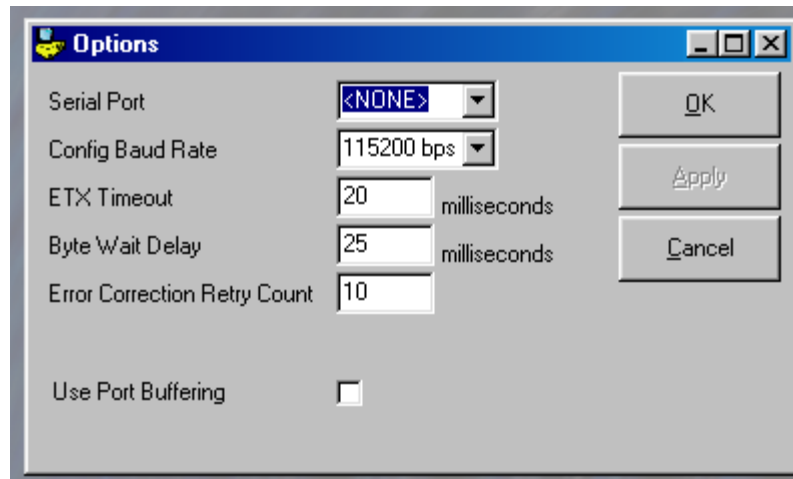 Options
Serial Port <NONE> OK
Config Baud Rate 115200 bps Apply
ETX Timeout 20 milliseconds
Byte Wait Delay 25 milliseconds Cancel
Error Correction Retry Count 10
Use Port Buffering